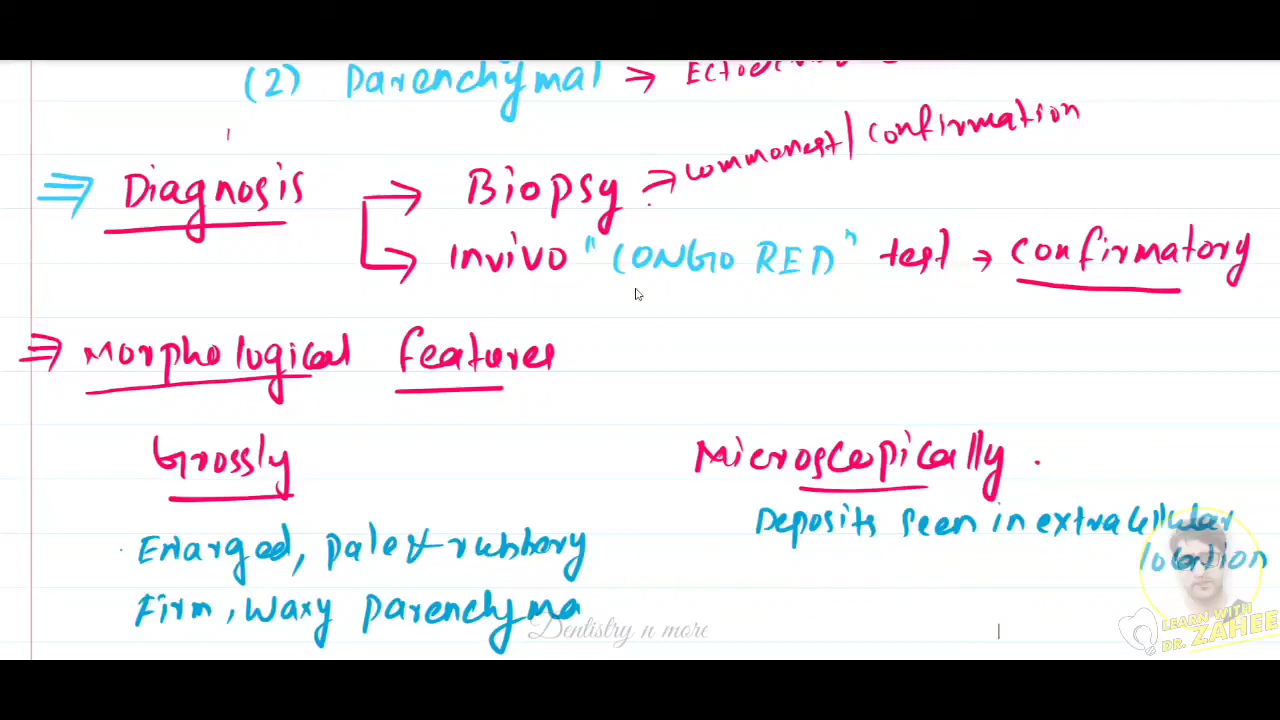 (2) Parenchymal →
⇒ Diagnosis → Biopsy → commonest/confirmation
→ Invivo "CONGO RED" test → confirmatory
⇒ Morphological features
Grossly
Enlarged, pale & rubbery
Firm, Waxy parenchyma
Microscopically.
Deposits seen in extracellular
location
Dentistry n more
LEARN WITH
DR. ZAHEE